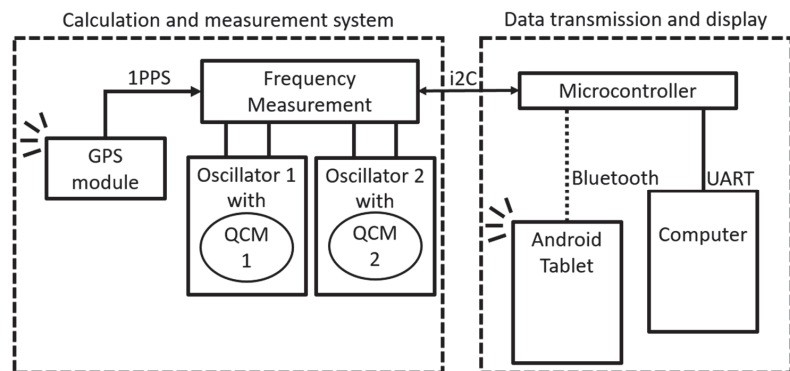 Calculation and measurement system
Data transmission and display
1PPS
Frequency
Measurement
i2C
Microcontroller
GPS
module
Oscillator 1
with
QCM
1
Oscillator 2
with
QCM
2
Bluetooth
UART
Android
Tablet
Computer